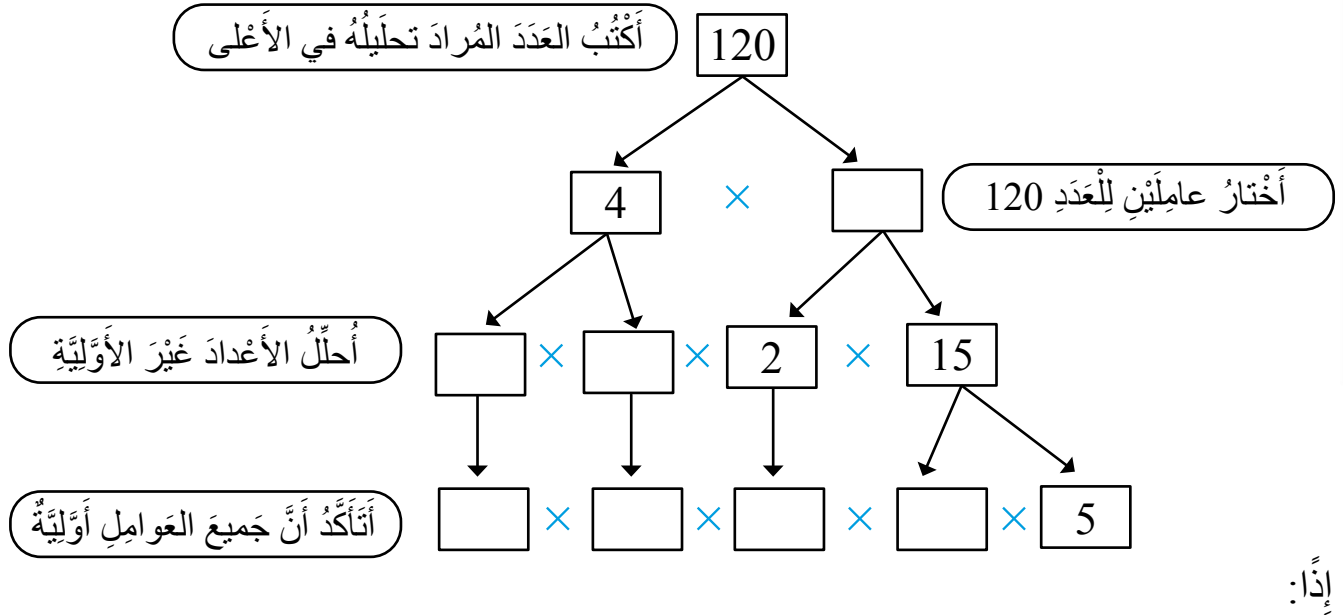 أَكْتُبُ العَدَدَ المُرادَ تحلَيلُهُ في الأَعْلى 120
4 × أَخْتارُ عامِلَيْنِ لِلْعَدَدِ 120
أُحلِّلُ الأَعْدادَ غَيْرَ الأَوَّلِيَّةِ × × 2 × 15
أَتَأَكَّدُ أَنَّ جَميعَ العَوامِلِ أَوَّلِيَّةٌ × × × × 5
إِذًا: